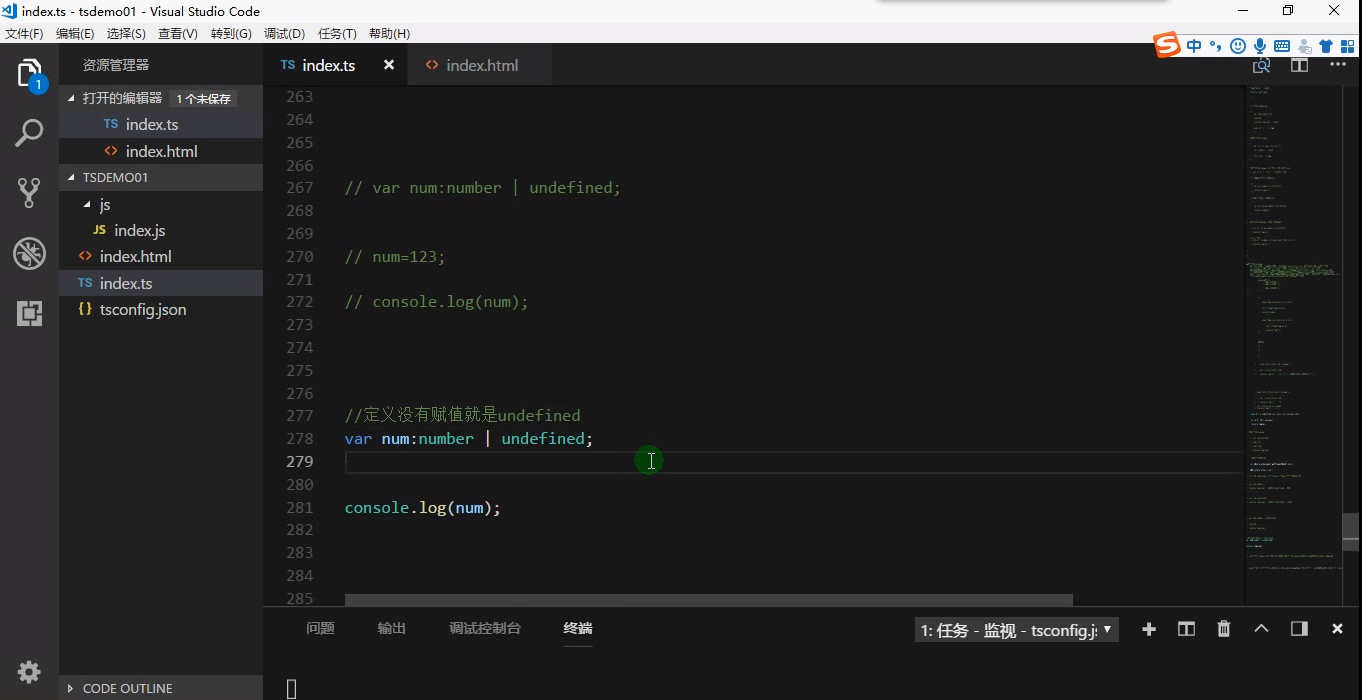 index.ts - tsdemo01 - Visual Studio Code
文件(F) 编辑(E) 选择(S) 查看(V) 转到(G) 调试(D) 任务(T) 帮助(H)
中
资源管理器
TS index.ts
<> index.html
打开的编辑器 1 个未保存
TS index.ts
<> index.html
TSDEMO01
js
JS index.js
<> index.html
TS index.ts
{} tsconfig.json
CODE OUTLINE
1
263
264
265
266
267 // var num:number | undefined;
268
269
270 // num=123;
271
272 // console.log(num);
273
274
275
276
277 //定义没有赋值就是undefined
278 var num:number | undefined;
279
280
281 console.log(num);
282
283
284
285
问题 输出 调试控制台 终端
1: 任务 - 监视 - tsconfig.j